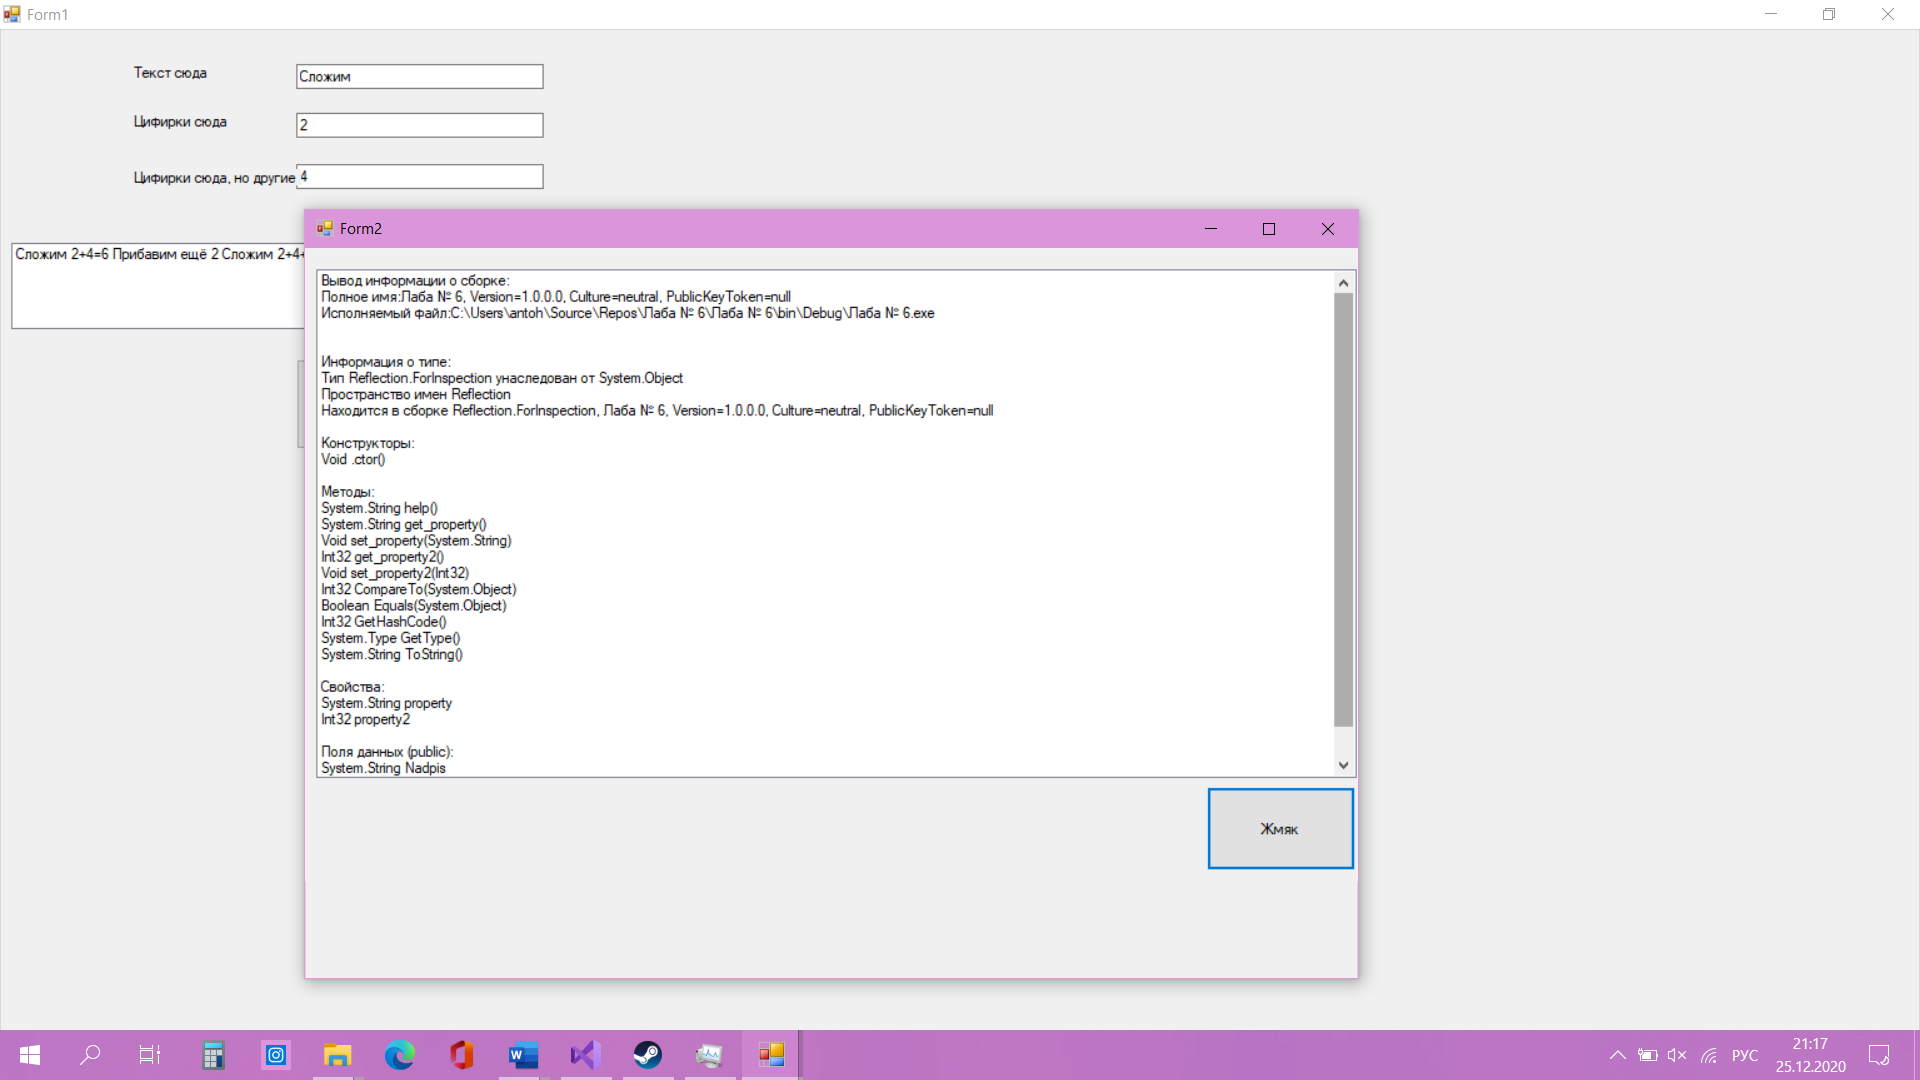 Form1
Текст сюда
Сложим
Цифирки сюда
2
Цифирки сюда, но другие
4
Сложим 2+4=6 Прибавим ещё 2 Сложим 2+4+
Form2
Вывод информации о сборке:
Полное имя:Лаба № 6, Version=1.0.0.0, Culture=neutral, PublicKeyToken=null
Исполняемый файл:C:\Users\antoh\Source\Repos\Лаба № 6\Лаба № 6\bin\Debug\Лаба № 6.exe
Информация о типе:
Тип Reflection.ForInspection унаследован от System.Object
Пространство имен Reflection
Находится в сборке Reflection.ForInspection, Лаба № 6, Version=1.0.0.0, Culture=neutral, PublicKeyToken=null
Конструкторы:
Void .ctor()
Методы:
System.String help()
System.String get_property()
Void set_property(System.String)
Int32 get_property2()
Void set_property2(Int32)
Int32 CompareTo(System.Object)
Boolean Equals(System.Object)
Int32 GetHashCode()
System.Type GetType()
System.String ToString()
Свойства:
System.String property
Int32 property2
Поля данных (public):
System.String Nadpis
Жмяк
РУС
21:17
25.12.2020